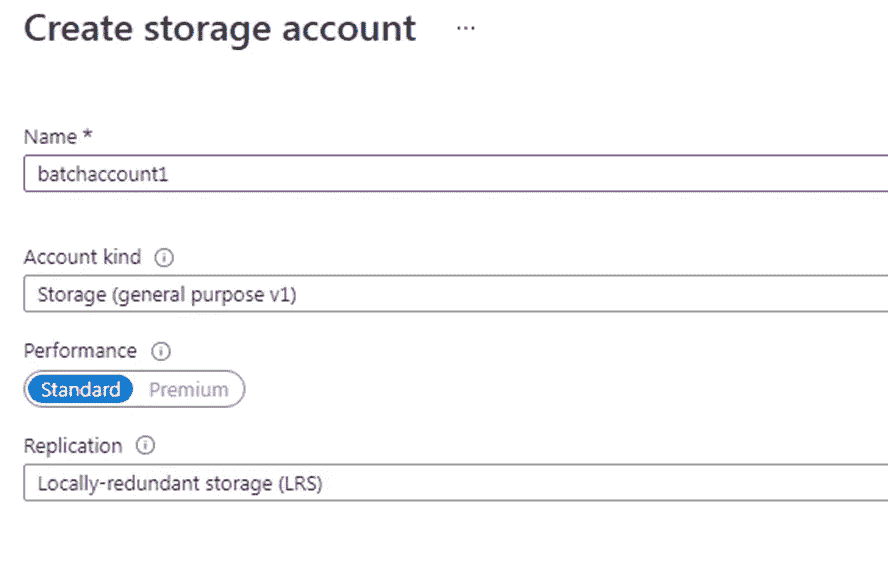 Create storage account ...
Name *
batchaccount1
Account kind
Storage (general purpose v1)
Performance
Standard Premium
Replication
Locally-redundant storage (LRS)